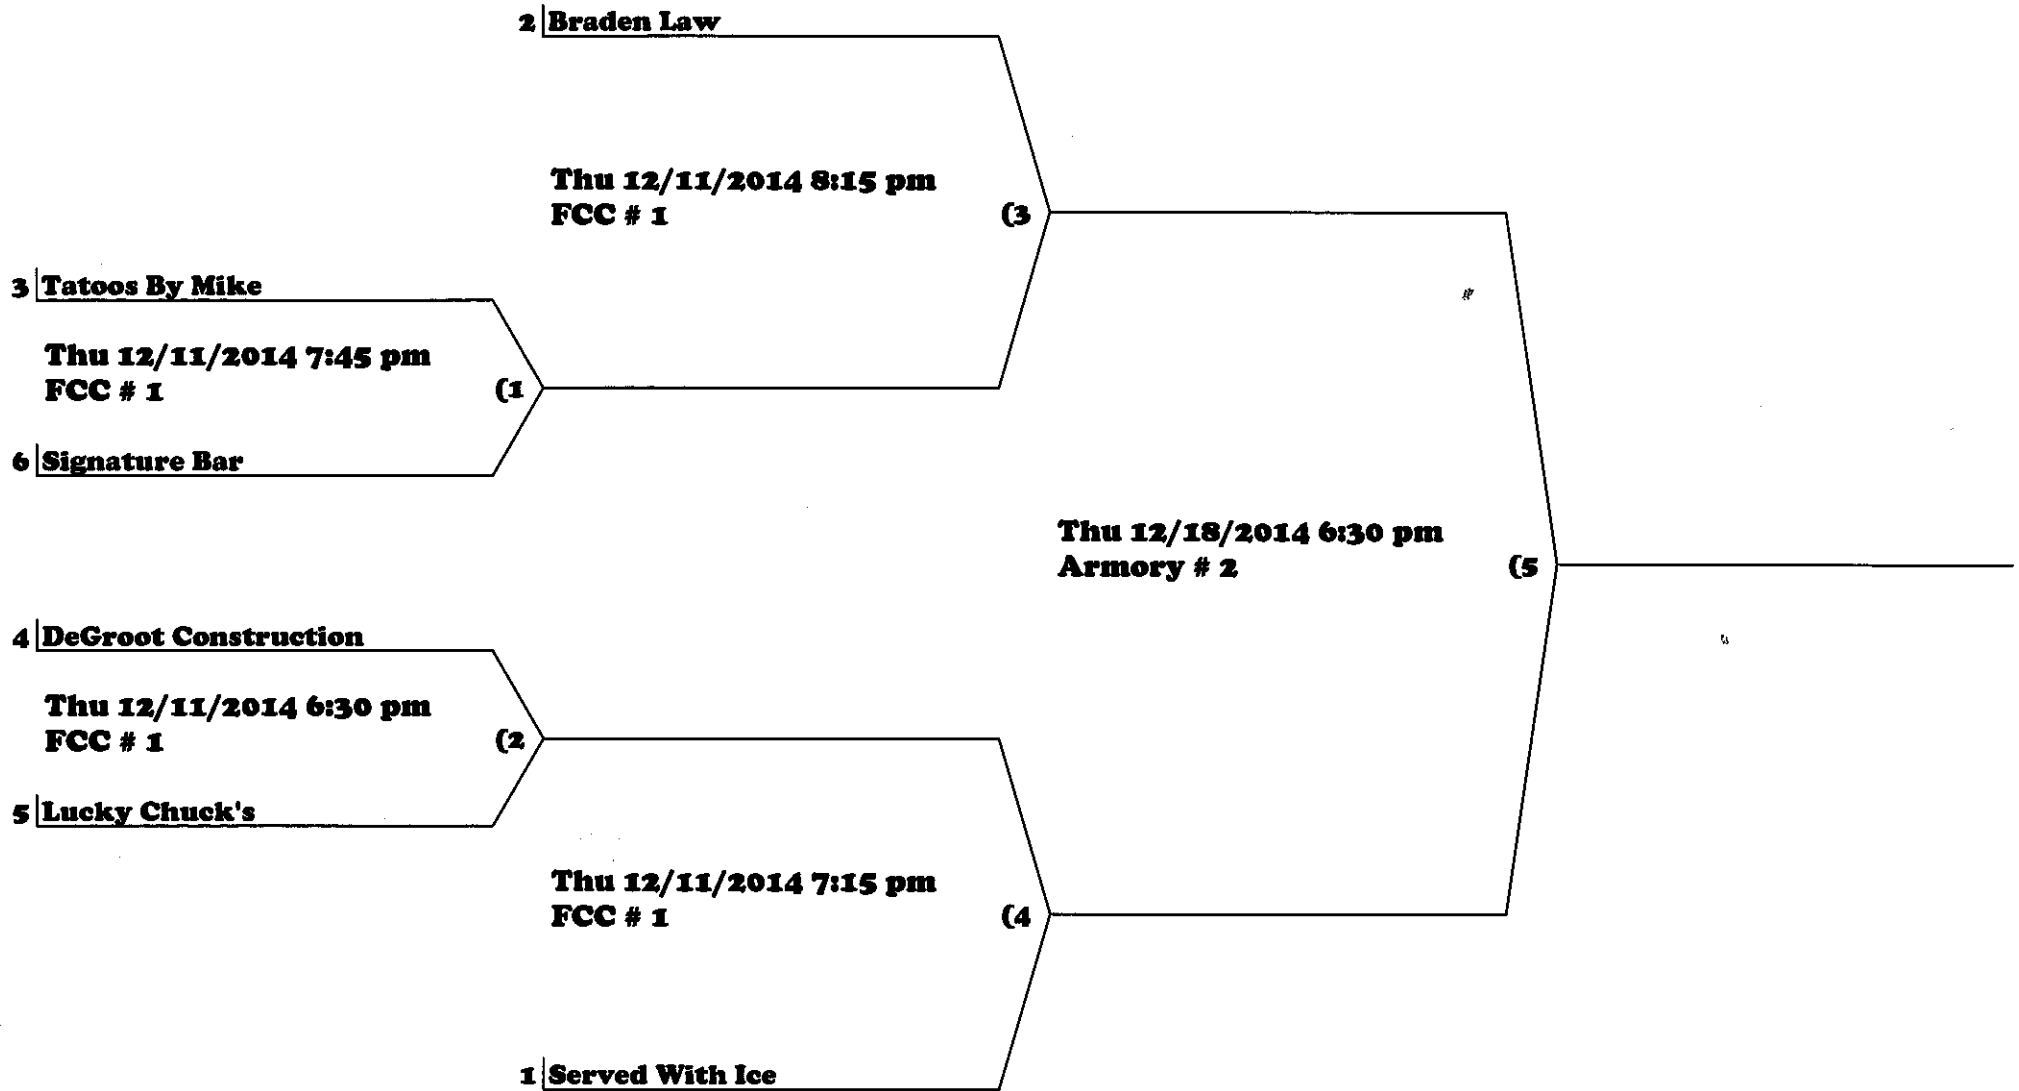 2 Braden Law
Thu 12/11/2014 8:15 pm
FCC # 1
(3
3 Tatoos By Mike
Thu 12/11/2014 7:45 pm
FCC # 1
(1
6 Signature Bar
Thu 12/18/2014 6:30 pm
Armory # 2
(5
4 DeGroot Construction
Thu 12/11/2014 6:30 pm
FCC # 1
(2
5 Lucky Chuck's
Thu 12/11/2014 7:15 pm
FCC # 1
(4
1 Served With Ice